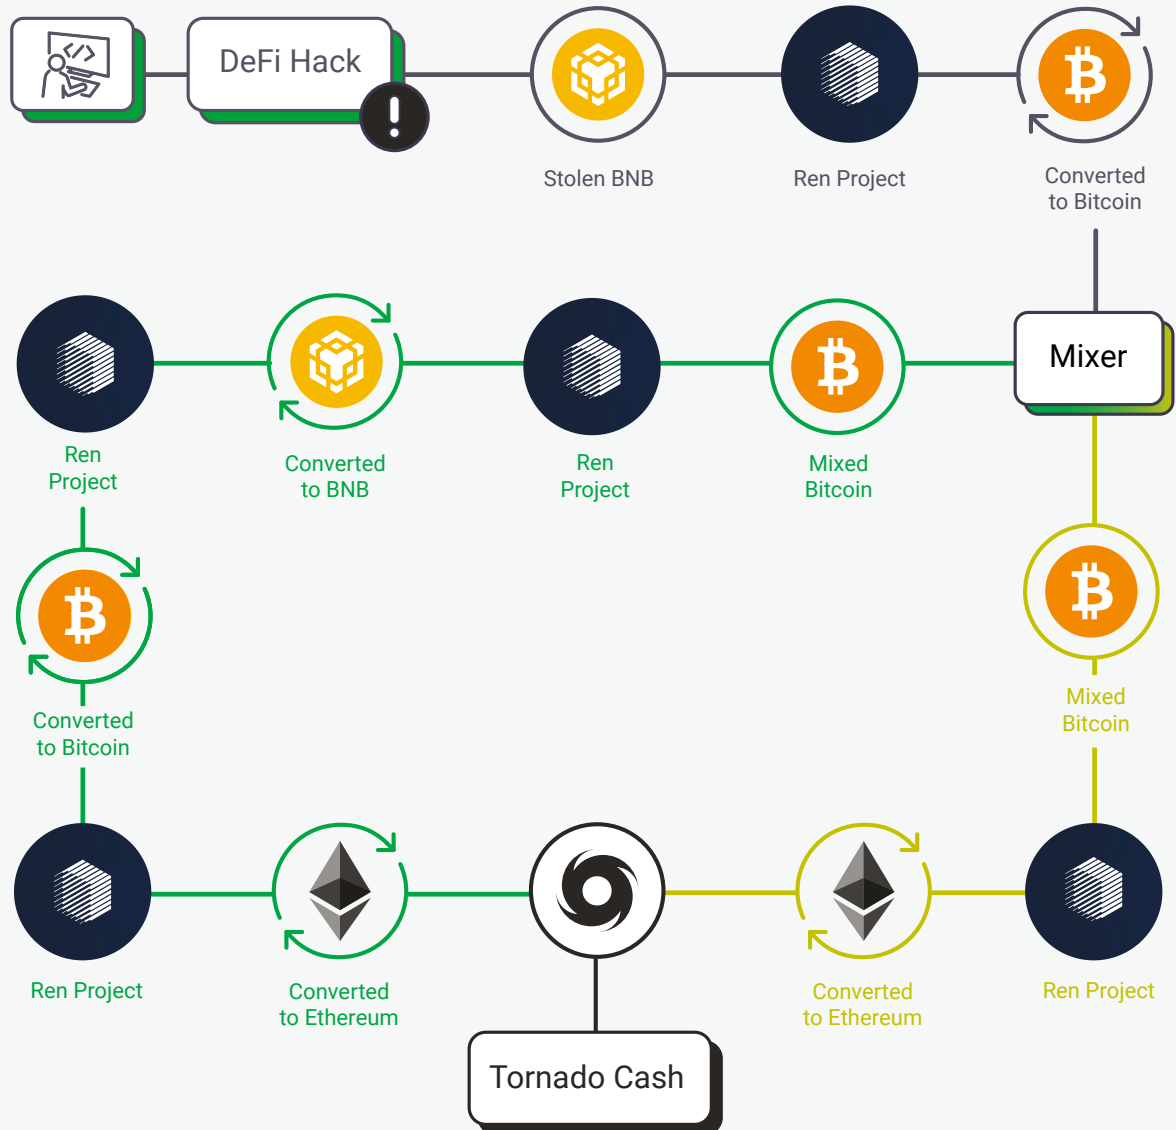 </>
DeFi Hack
!
Stolen BNB
Ren Project
Converted
to Bitcoin
Mixer
Ren
Project
Converted
to BNB
Ren
Project
Mixed
Bitcoin
Converted
to Bitcoin
Mixed
Bitcoin
Ren Project
Converted
to Ethereum
Converted
to Ethereum
Ren Project
Tornado Cash